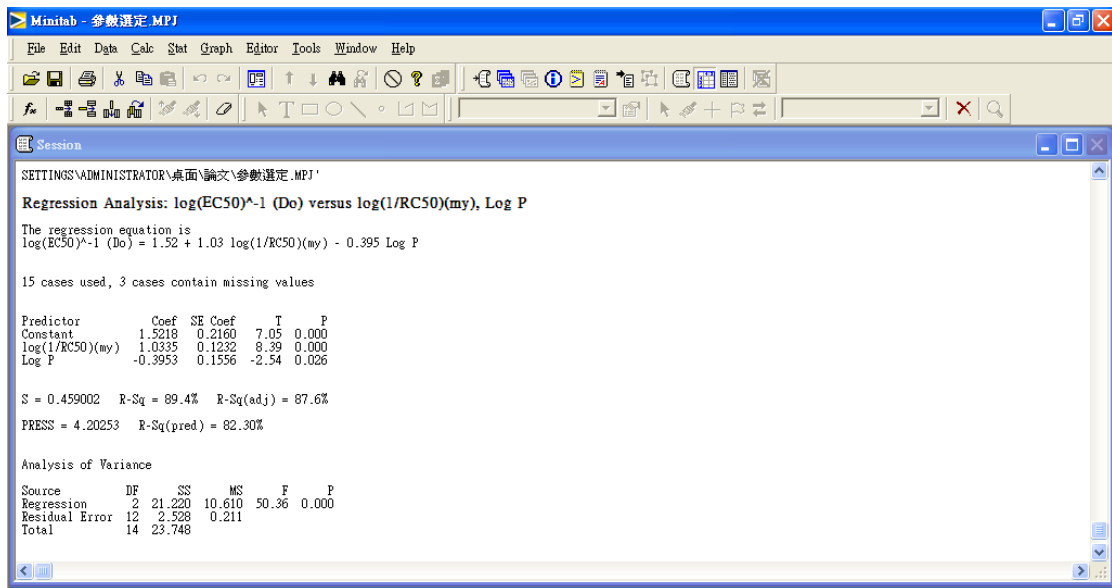 Minitab - 參數選定.MPJ
File Edit Data Calc Stat Graph Editor Tools Window Help
Session
SETTINGS\ADMINISTRATOR\桌面\論文\參數選定.MPJ'
Regression Analysis: log(EC50)^-1 (Do) versus log(1/RC50)(my), Log P
The regression equation is
log(EC50)^-1 (Do) = 1.52 + 1.03 log(1/RC50)(my) - 0.395 Log P
15 cases used, 3 cases contain missing values
Predictor Coef SE Coef T P
Constant 1.5218 0.2160 7.05 0.000
log(1/RC50)(my) 1.0335 0.1232 8.39 0.000
Log P -0.3953 0.1556 -2.54 0.026
S = 0.459002 R-Sq = 89.4% R-Sq(adj) = 87.6%
PRESS = 4.20253 R-Sq(pred) = 82.30%
Analysis of Variance
Source DF SS MS F P
Regression 2 21.220 10.610 50.36 0.000
Residual Error 12 2.528 0.211
Total 14 23.748